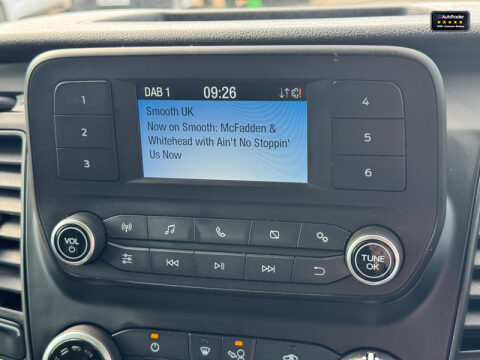 AutoTrader
DAB 1 09:26
Smooth UK
Now on Smooth: McFadden &
Whitehead with Ain't No Stoppin'
Us Now
1
2
3
4
5
6
VOL
TUNE
OK